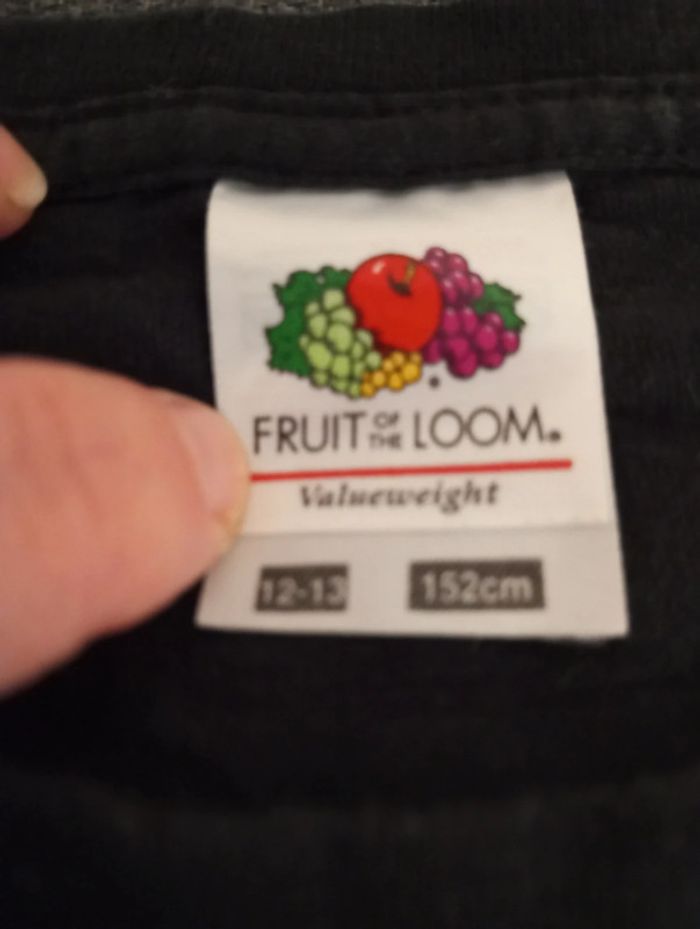 FRUIT OF THE LOOM®
Valueweight
12-13 152cm